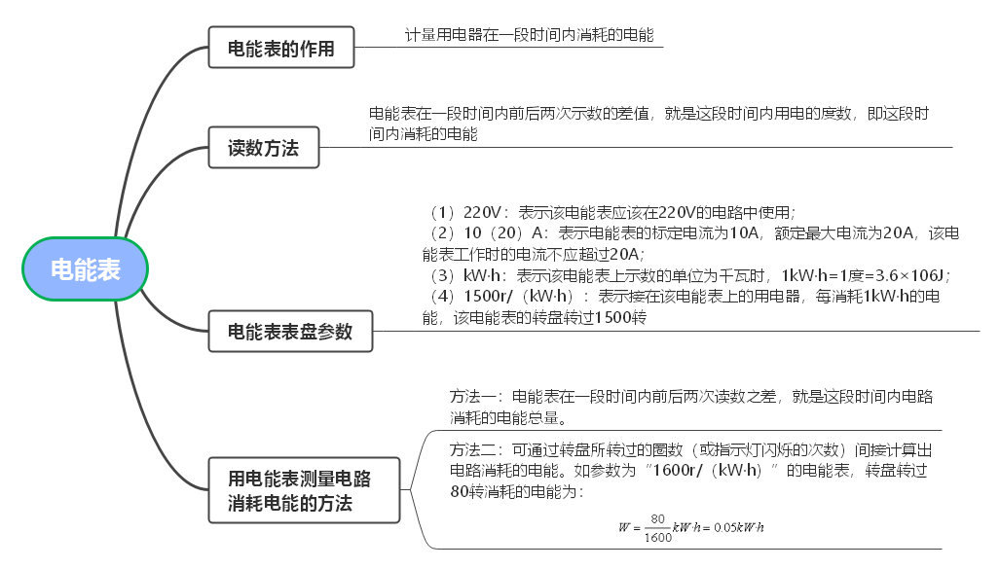 电能表
电能表的作用
计量用电器在一段时间内消耗的电能
读数方法
电能表在一段时间内前后两次示数的差值，就是这段时间内用电的度数，即这段时
间内消耗的电能
电能表表盘参数
（1）220V：表示该电能表应该在220V的电路中使用；
（2）10（20）A：表示电能表的标定电流为10A，额定最大电流为20A，该电
能表工作时的电流不应超过20A；
（3）kW·h：表示该电能表上示数的单位为千瓦时，1kW·h=1度=3.6×106J；
（4）1500r/（kW·h）：表示接在该电能表上的用电器，每消耗1kW·h的电
能，该电能表的转盘转过1500转
用电能表测量电路
消耗电能的方法
方法一：电能表在一段时间内前后两次读数之差，就是这段时间内电路
消耗的电能总量。
方法二：可通过转盘所转过的圈数（或指示灯闪烁的次数）间接计算出
电路消耗的电能。如参数为“1600r/（kW·h）”的电能表，转盘转过
80转消耗的电能为：
W = 80/1600 kW·h = 0.05kW·h